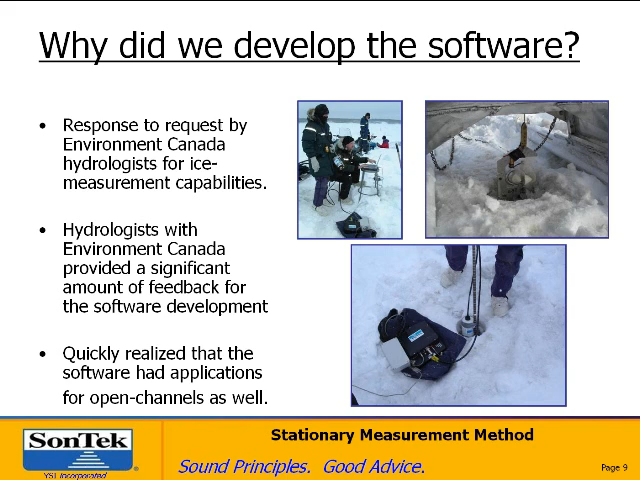 Why did we develop the software?
• Response to request by
Environment Canada
hydrologists for ice-
measurement capabilities.
• Hydrologists with
Environment Canada
provided a significant
amount of feedback for
the software development
• Quickly realized that the
software had applications
for open-channels as well.
SonTek
YSI incorporated
Stationary Measurement Method
Sound Principles. Good Advice.
Page 9